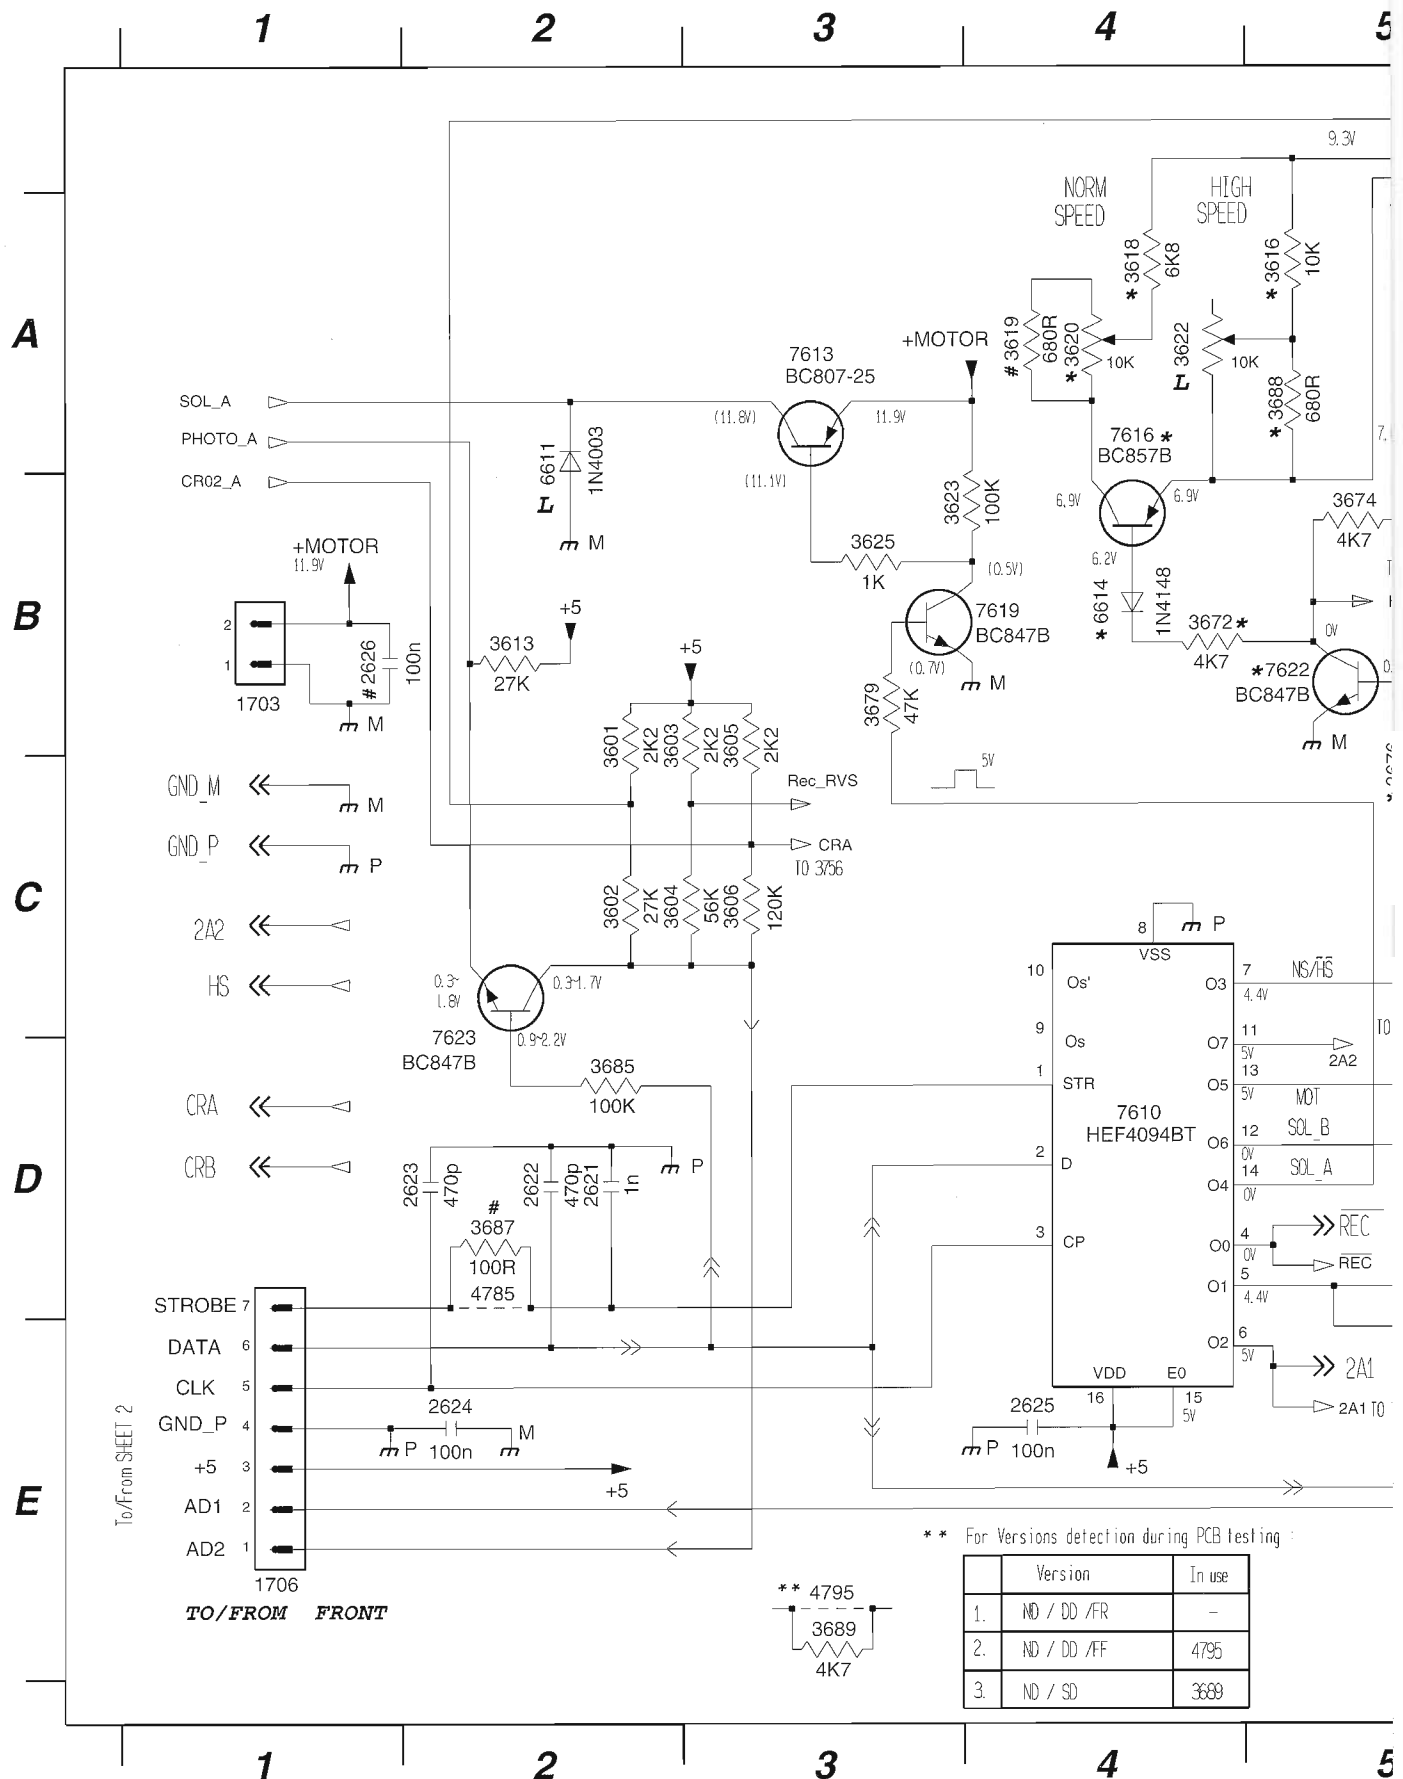 1 2 3 4 5
A
B
C
D
E
9.3V
NORM SPEED
HIGH SPEED
* 3618
6K8
* 3616
10K
# 3619
680R
* 3620
10K
3622
L
10K
* 3688
680R
+MOTOR
7613
BC807-25
(11.8V)
11.9V
(11.1V)
SOL_A
PHOTO_A
CR02_A
6611
1N4003
L
M
3623
100K
7616 *
BC857B
6.9V
6.9V
6.2V
7.
3674
4K7
3625
1K
(0.5V)
7619
BC847B
(0.7V)
M
* 6614
1N4148
3672 *
4K7
0V
* 7622
BC847B
M
+MOTOR
11.9V
2
1
1703
# 2626
100n
M
3613
27K
+5
+5
3601
2K2
3603
2K2
3605
2K2
3679
47K
5V
GND_M
M
GND_P
P
Rec_RVS
CRA
TO 3756
2A2
HS
3602
27K
3604
56K
3606
120K
0.3~
1.8V
0.3~1.7V
7623
BC847B
0.9~2.2V
3685
100K
CRA
CRB
8
VSS
P
10 Os'
9 Os
1 STR
2 D
3 CP
7610
HEF4094BT
O3 7
4.4V
NS/H̅S̅
O7 11
5V
2A2
TO
O5 13
5V
MOT
O6 12
0V
SOL_B
O4 14
0V
SOL_A
O0 4
0V
R̅E̅C̅
R̅E̅C̅
O1 5
4.4V
O2 6
5V
2A1
2A1 TO
VDD
16
E0
15
5V
+5
2625
100n
P
2623
470p
2622
470p
2621
1n
P
#
3687
100R
4785
STROBE 7
DATA 6
CLK 5
GND_P 4
+5 3
AD1 2
AD2 1
1706
TO/FROM FRONT
To/From SHEET 2
2624
100n
P
M
+5
** 4795
3689
4K7
** For Versions detection during PCB testing :
Version In use
1. ND / DD /FR -
2. ND / DD /FF 4795
3. ND / SD 3689
1 2 3 4 5